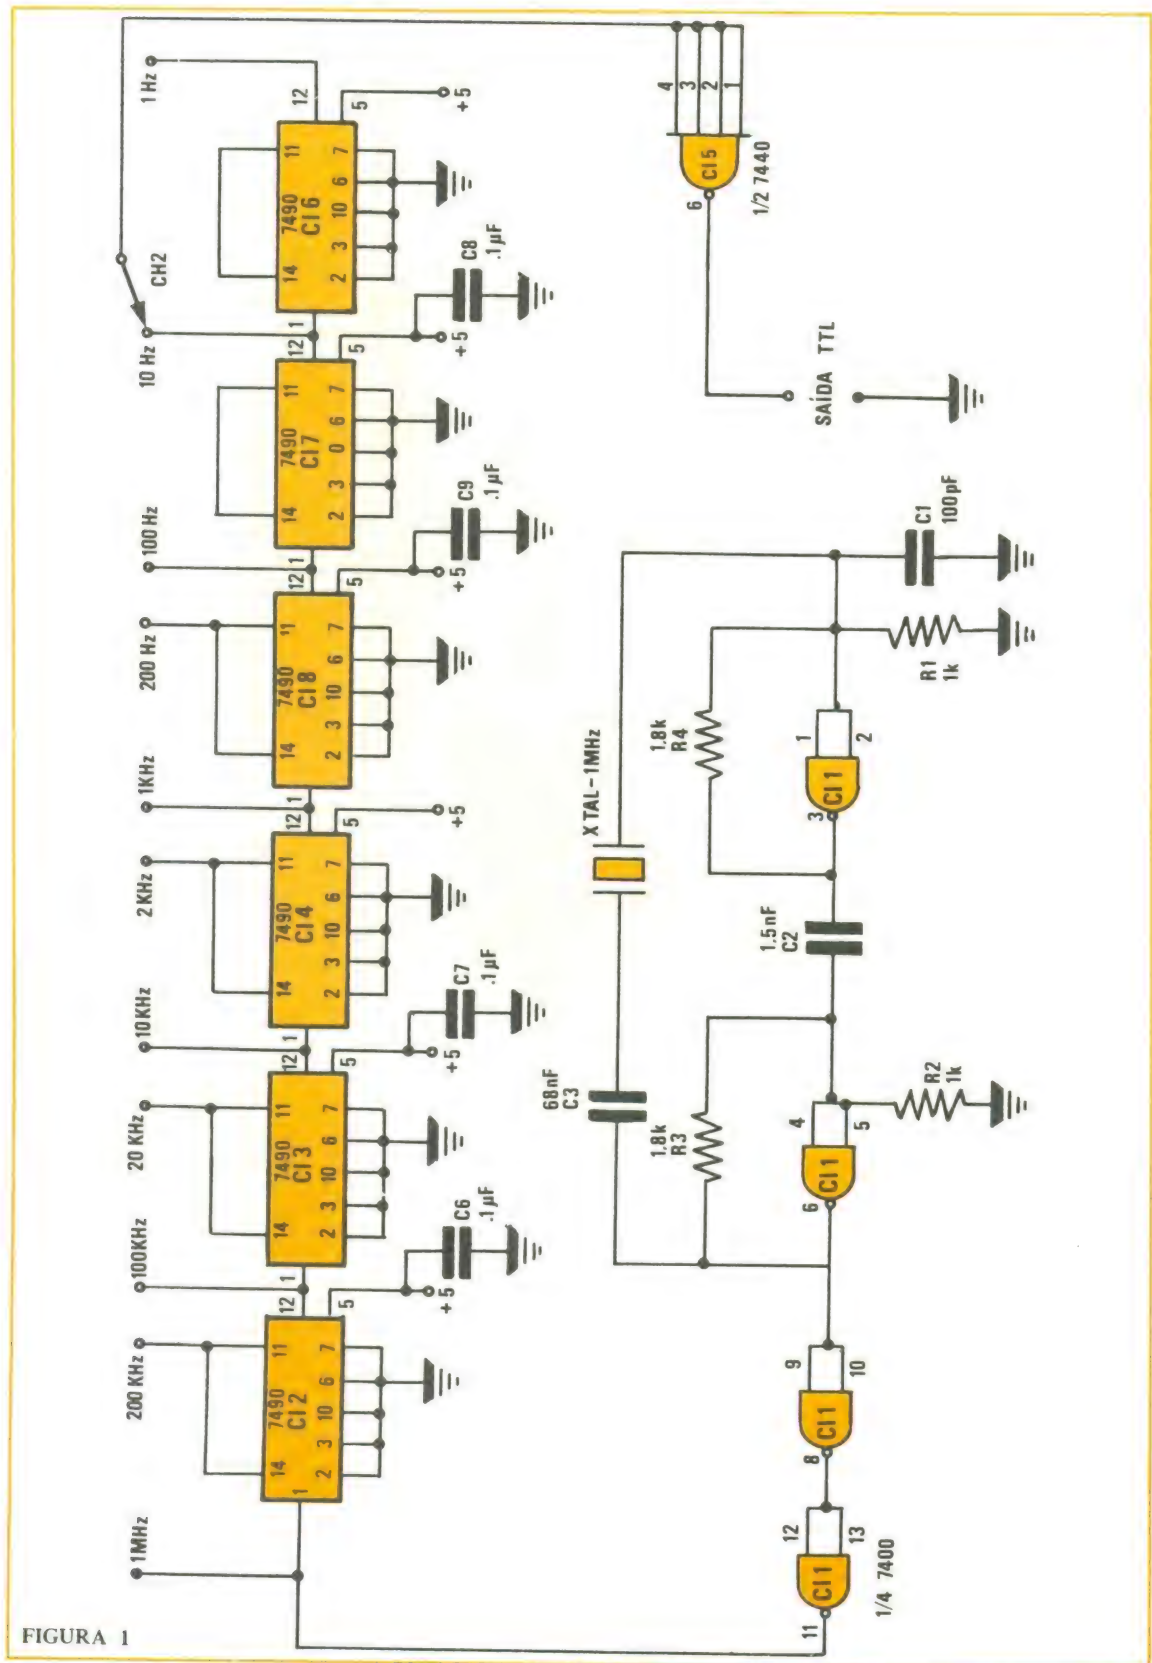 1MHz
200 KHz
100KHz
20 KHz
10KHz
2KHz
1KHz
200 Hz
100Hz
10 Hz
CH2
1 Hz
14 7490 11
CI2
1 12
2 3 10 6 7 5
+5
C6
.1µF
14 7490 11
CI3
1 12
2 3 10 6 7 5
+5
C7
.1µF
14 7490 11
CI4
1 12
2 3 10 6 7 5
+5
14 7490 11
CI8
1 12
2 3 10 6 7 5
+5
C9
.1µF
14 7490 11
CI7
1 12
2 3 0 6 7 5
+5
C8
.1µF
14 7490 11
CI6
1 12
2 3 10 6 7 5
+5
68nF
C3
XTAL-1MHz
1.8k
R3
1.8k
R4
1.5nF
C2
11 CI1 12
13
1/4 7400
8 CI1 9
10
6 CI1 4
5
R2
1k
3 CI1 1
2
R1
1k
C1
100pF
SAÍDA TTL
6 CI5 4
3
2
1
1/2 7440
FIGURA 1